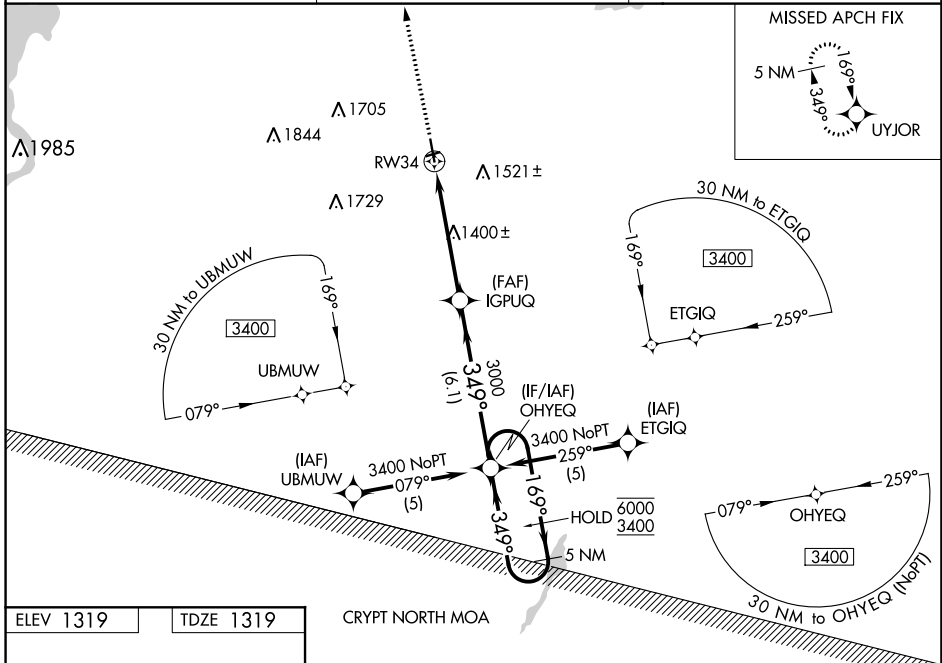 MISSED APCH FIX
5 NM
169°
349°
UYJOR
1705
1844
1985
RW34
1521±
1729
1400±
30 NM to ETGIQ
169°
3400
ETGIQ
259°
30 NM to UBMUW
169°
3400
UBMUW
079°
(FAF)
IGPUQ
3000
349°
(6.1)
(IF/IAF)
OHYEQ
(IAF)
ETGIQ
3400 NoPT
259°
(5)
(IAF)
UBMUW
3400 NoPT
079°
(5)
169°
349°
HOLD
6000
3400
5 NM
079°
259°
OHYEQ
3400
30 NM to OHYEQ (NoPT)
CRYPT NORTH MOA
ELEV 1319
TDZE 1319